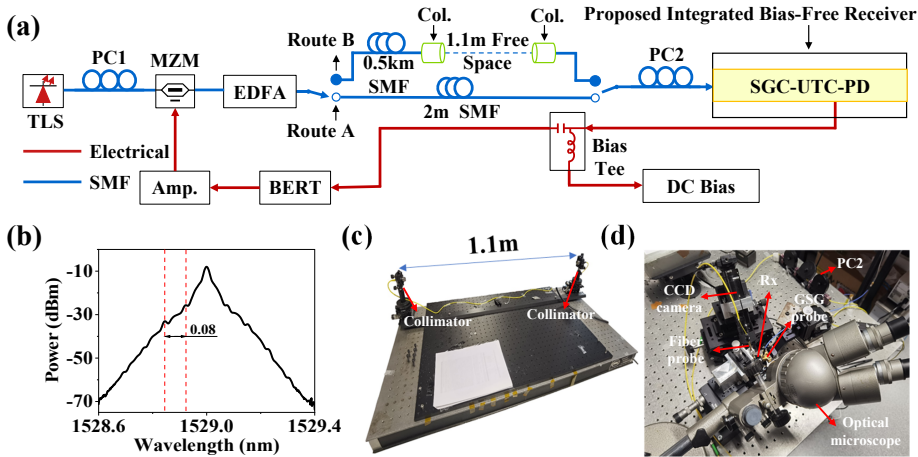 (a)
Proposed Integrated Bias-Free Receiver
Col.
Col.
Route B
1.1m Free
Space
PC1
MZM
0.5km
SMF
PC2
TLS
EDFA
SGC-UTC-PD
Route A
2m SMF
Electrical
SMF
Bias
Tee
Amp.
BERT
DC Bias
(b)
Power (dBm)
-10
-30
-50
-70
0.08
1528.6
1529.0
1529.4
Wavelength (nm)
(c)
1.1m
Collimator
Collimator
(d)
PC2
CCD
camera
Rx
GSG
probe
Fiber
probe
Optical
microscope